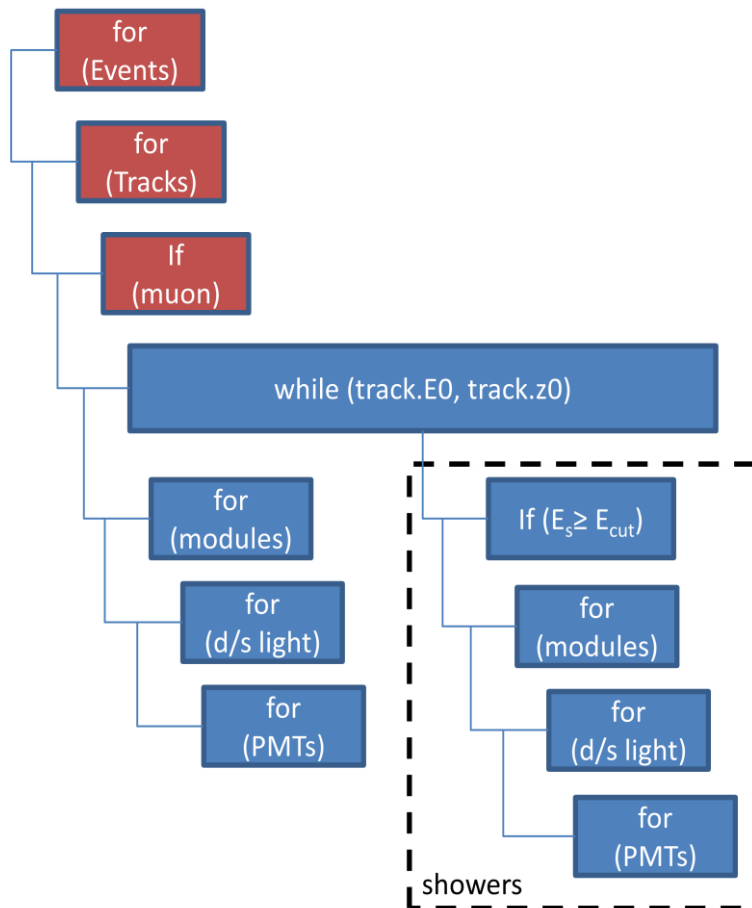 for
(Events)
for
(Tracks)
If
(muon)
while (track.E0, track.z0)
for
(modules)
for
(d/s light)
for
(PMTs)
If (Es≥ Ecut)
for
(modules)
for
(d/s light)
for
(PMTs)
showers